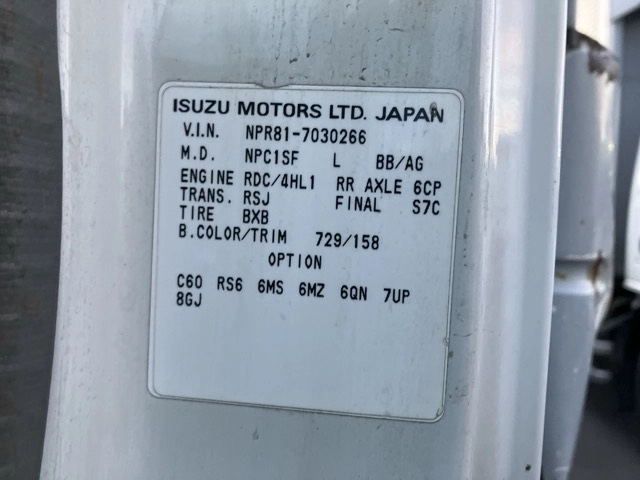 ISUZU MOTORS LTD. JAPAN
V.I.N. NPR81-7030266
M.D. NPC1SF L BB/AG
ENGINE RDC/4HL1 RR AXLE 6CP
TRANS. RSJ FINAL S7C
TIRE BXB
B.COLOR/TRIM 729/158
OPTION
C60 RS6 6MS 6MZ 6QN 7UP
8GJ